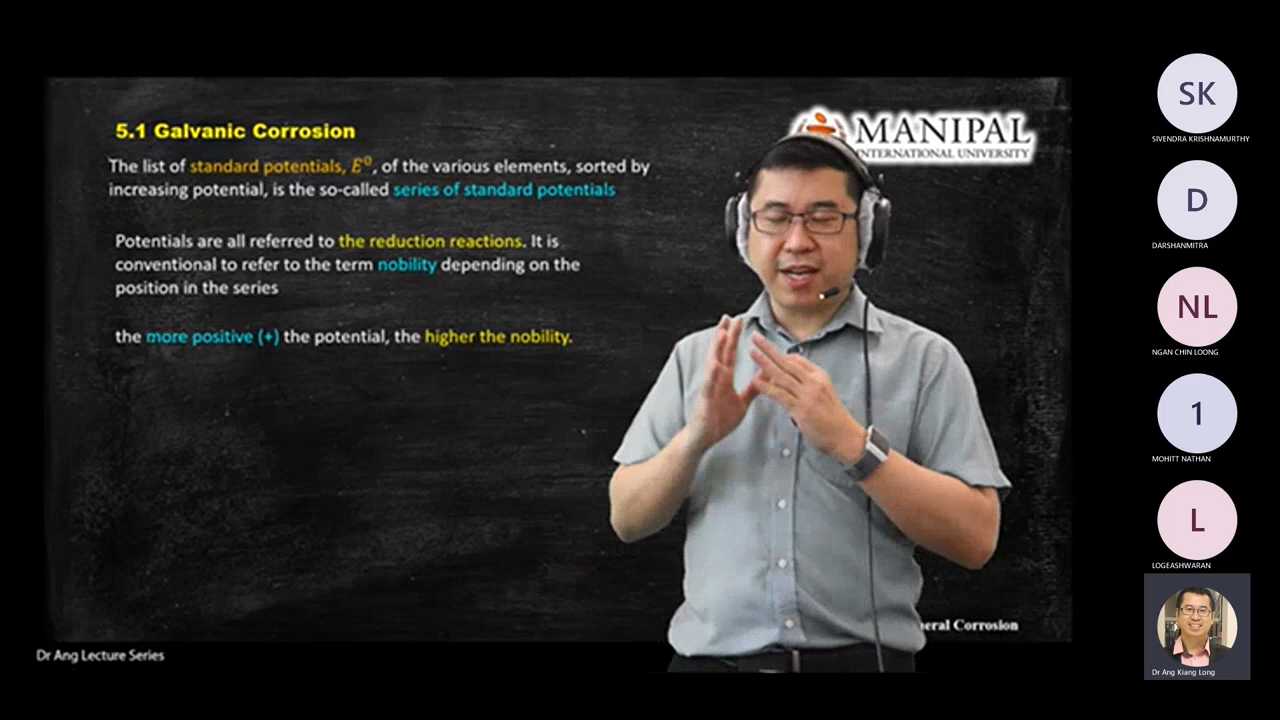 5.1 Galvanic Corrosion
The list of standard potentials, E⁰, of the various elements, sorted by
increasing potential, is the so-called series of standard potentials
Potentials are all referred to the reduction reactions. It is
conventional to refer to the term nobility depending on the
position in the series
the more positive (+) the potential, the higher the nobility.
MANIPAL
INTERNATIONAL UNIVERSITY
Corrosion
Dr Ang Lecture Series
SK
SIVENDRA KRISHNAMURTHY
D
DARSHANMITRA
NL
NGAN CHIN LOONG
1
MOHITT NATHAN
L
LOGEASHWARAN
Dr Ang Kiang Long